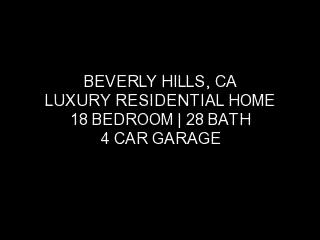 BEVERLY HILLS, CA
LUXURY RESIDENTIAL HOME
18 BEDROOM | 28 BATH
4 CAR GARAGE